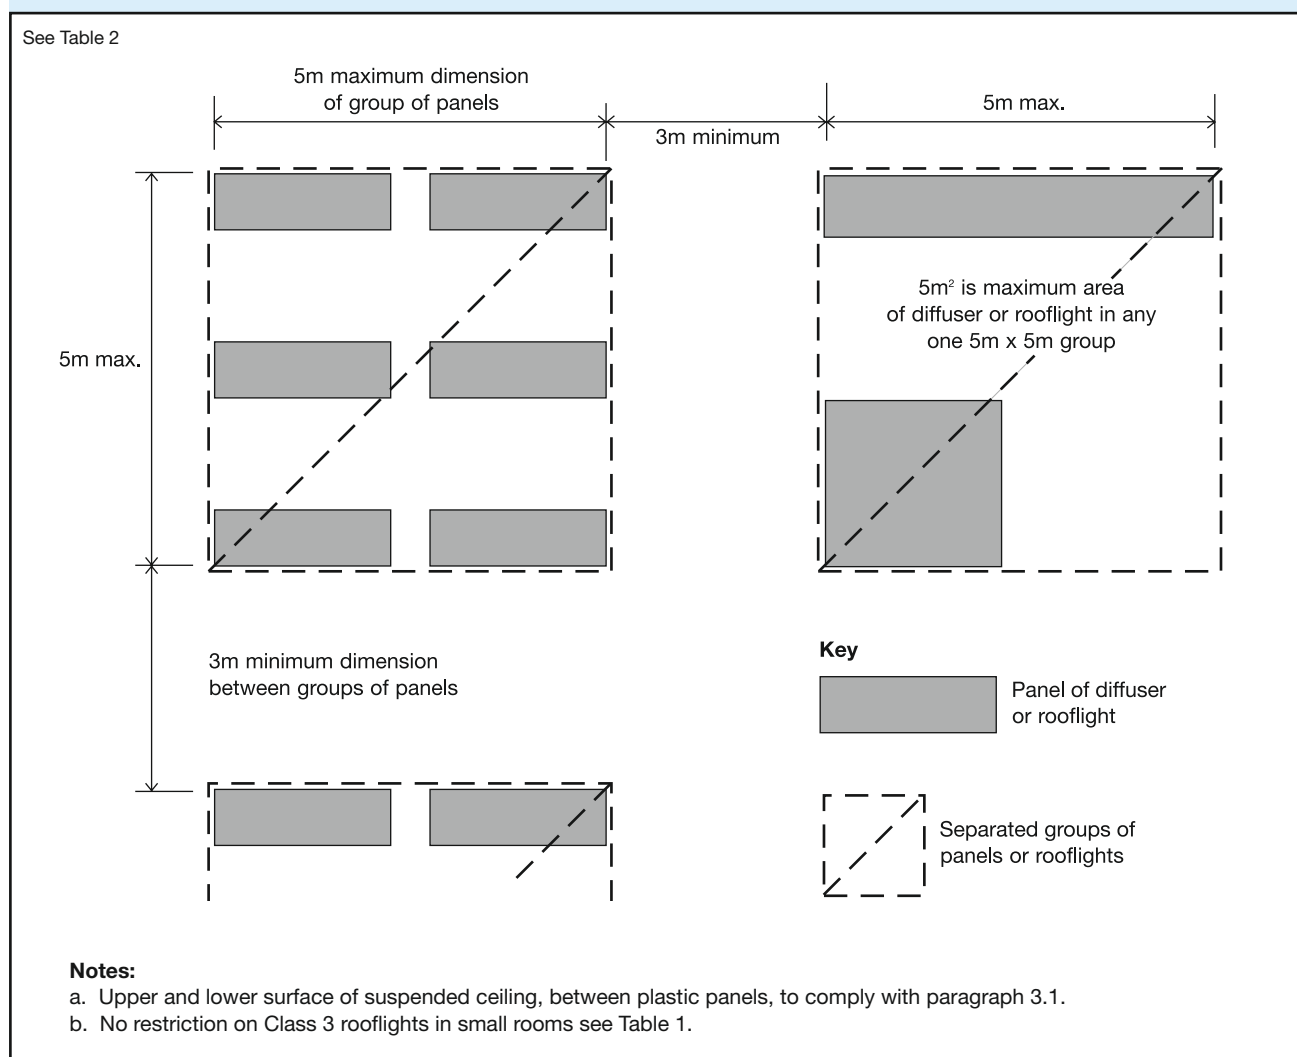 See Table 2
5m maximum dimension
of group of panels
3m minimum
5m max.
5m max.
5m² is maximum area
of diffuser or rooflight in any
one 5m x 5m group
3m minimum dimension
between groups of panels
Key
Panel of diffuser
or rooflight
Separated groups of
panels or rooflights
Notes:
a. Upper and lower surface of suspended ceiling, between plastic panels, to comply with paragraph 3.1.
b. No restriction on Class 3 rooflights in small rooms see Table 1.